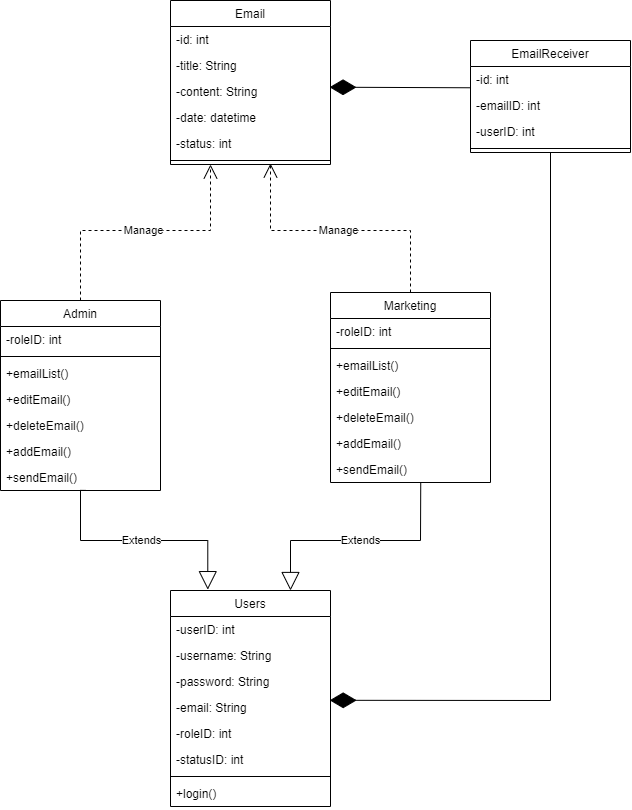 Email
-id: int
-title: String
-content: String
-date: datetime
-status: int
EmailReceiver
-id: int
-emailID: int
-userID: int
Manage
Manage
Admin
-roleID: int
+emailList()
+editEmail()
+deleteEmail()
+addEmail()
+sendEmail()
Marketing
-roleID: int
+emailList()
+editEmail()
+deleteEmail()
+addEmail()
+sendEmail()
Extends
Extends
Users
-userID: int
-username: String
-password: String
-email: String
-roleID: int
-statusID: int
+login()